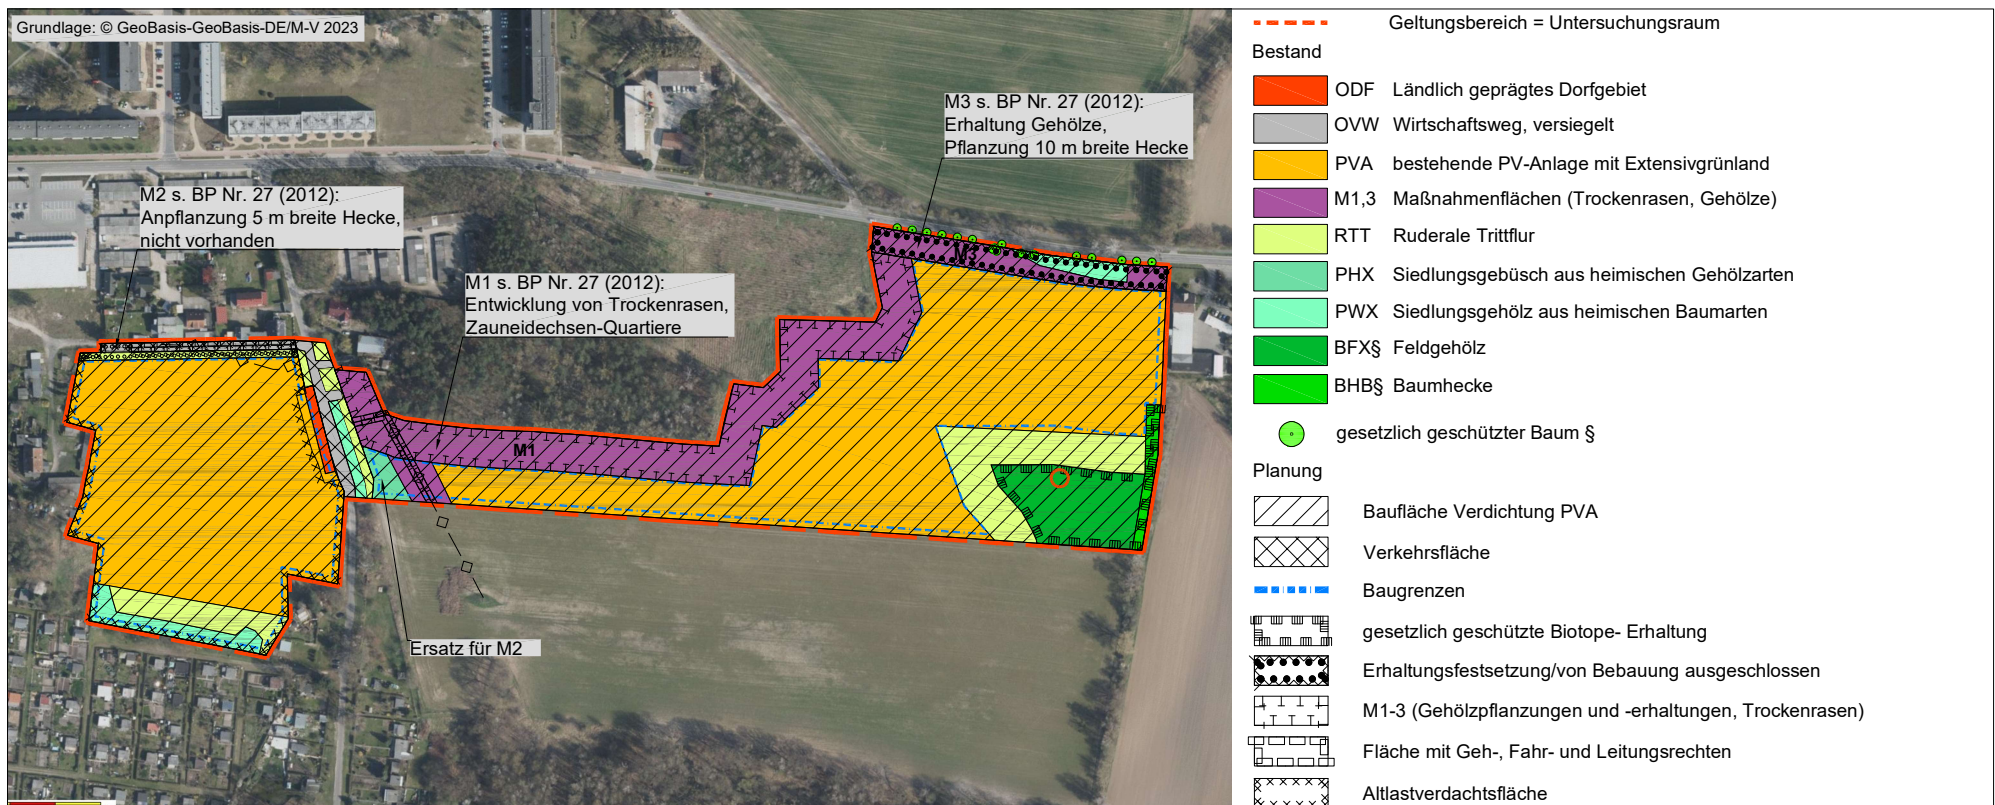 Grundlage: © GeoBasis-GeoBasis-DE/M-V 2023
M2 s. BP Nr. 27 (2012):
Anpflanzung 5 m breite Hecke,
nicht vorhanden
M1 s. BP Nr. 27 (2012):
Entwicklung von Trockenrasen,
Zauneidechsen-Quartiere
M3 s. BP Nr. 27 (2012):
Erhaltung Gehölze,
Pflanzung 10 m breite Hecke
M3
M1
Ersatz für M2
Geltungsbereich = Untersuchungsraum
Bestand
ODF Ländlich geprägtes Dorfgebiet
OVW Wirtschaftsweg, versiegelt
PVA bestehende PV-Anlage mit Extensivgrünland
M1,3 Maßnahmenflächen (Trockenrasen, Gehölze)
RTT Ruderale Trittflur
PHX Siedlungsgebüsch aus heimischen Gehölzarten
PWX Siedlungsgehölz aus heimischen Baumarten
BFX§ Feldgehölz
BHB§ Baumhecke
gesetzlich geschützter Baum §
Planung
Baufläche Verdichtung PVA
Verkehrsfläche
Baugrenzen
gesetzlich geschützte Biotope- Erhaltung
Erhaltungsfestsetzung/von Bebauung ausgeschlossen
M1-3 (Gehölzpflanzungen und -erhaltungen, Trockenrasen)
Fläche mit Geh-, Fahr- und Leitungsrechten
Altlastverdachtsfläche